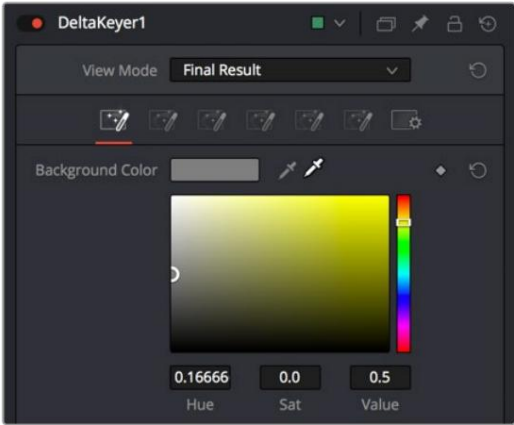 DeltaKeyer1
View Mode Final Result
Background Color
0.16666 0.0 0.5
Hue Sat Value